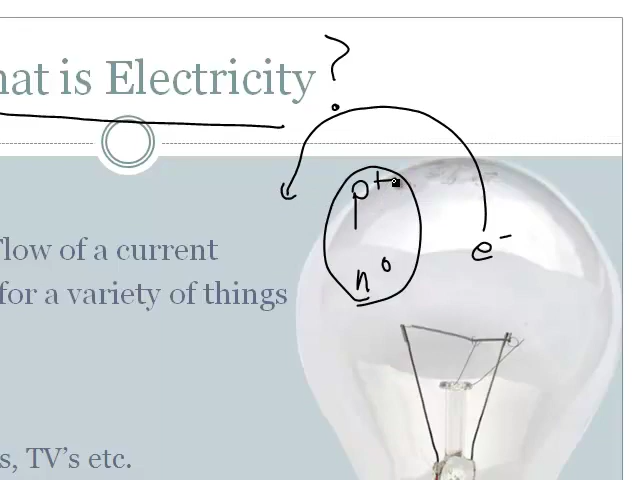 hat is Electricity ?
p+
e-
n0
Flow of a current
for a variety of things
s, TV's etc.